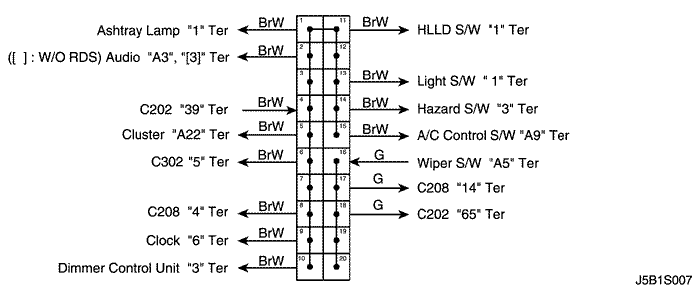 Ashtray Lamp "1" Ter BrW 1 11 BrW HLLD S/W "1" Ter
([ ] : W/O RDS) Audio "A3", "[3]" Ter BrW 2 12
3 13 BrW Light S/W " 1" Ter
C202 "39" Ter BrW 4 14 BrW Hazard S/W "3" Ter
Cluster "A22" Ter BrW 5 15 BrW A/C Control S/W "A9" Ter
C302 "5" Ter BrW 6 16 G Wiper S/W "A5" Ter
7 17 G C208 "14" Ter
C208 "4" Ter BrW 8 18 G C202 "65" Ter
Clock "6" Ter BrW 9 19
Dimmer Control Unit "3" Ter BrW 10 20
J5B1S007